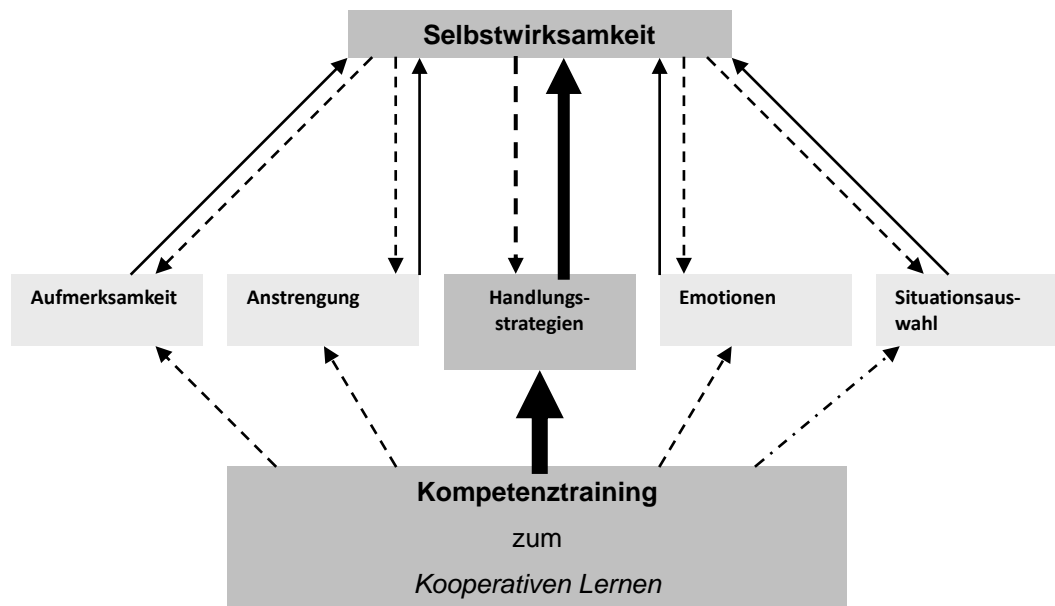 Selbstwirksamkeit
Aufmerksamkeit
Anstrengung
Handlungs-
strategien
Emotionen
Situationsaus-
wahl
Kompetenztraining
zum
Kooperativen Lernen